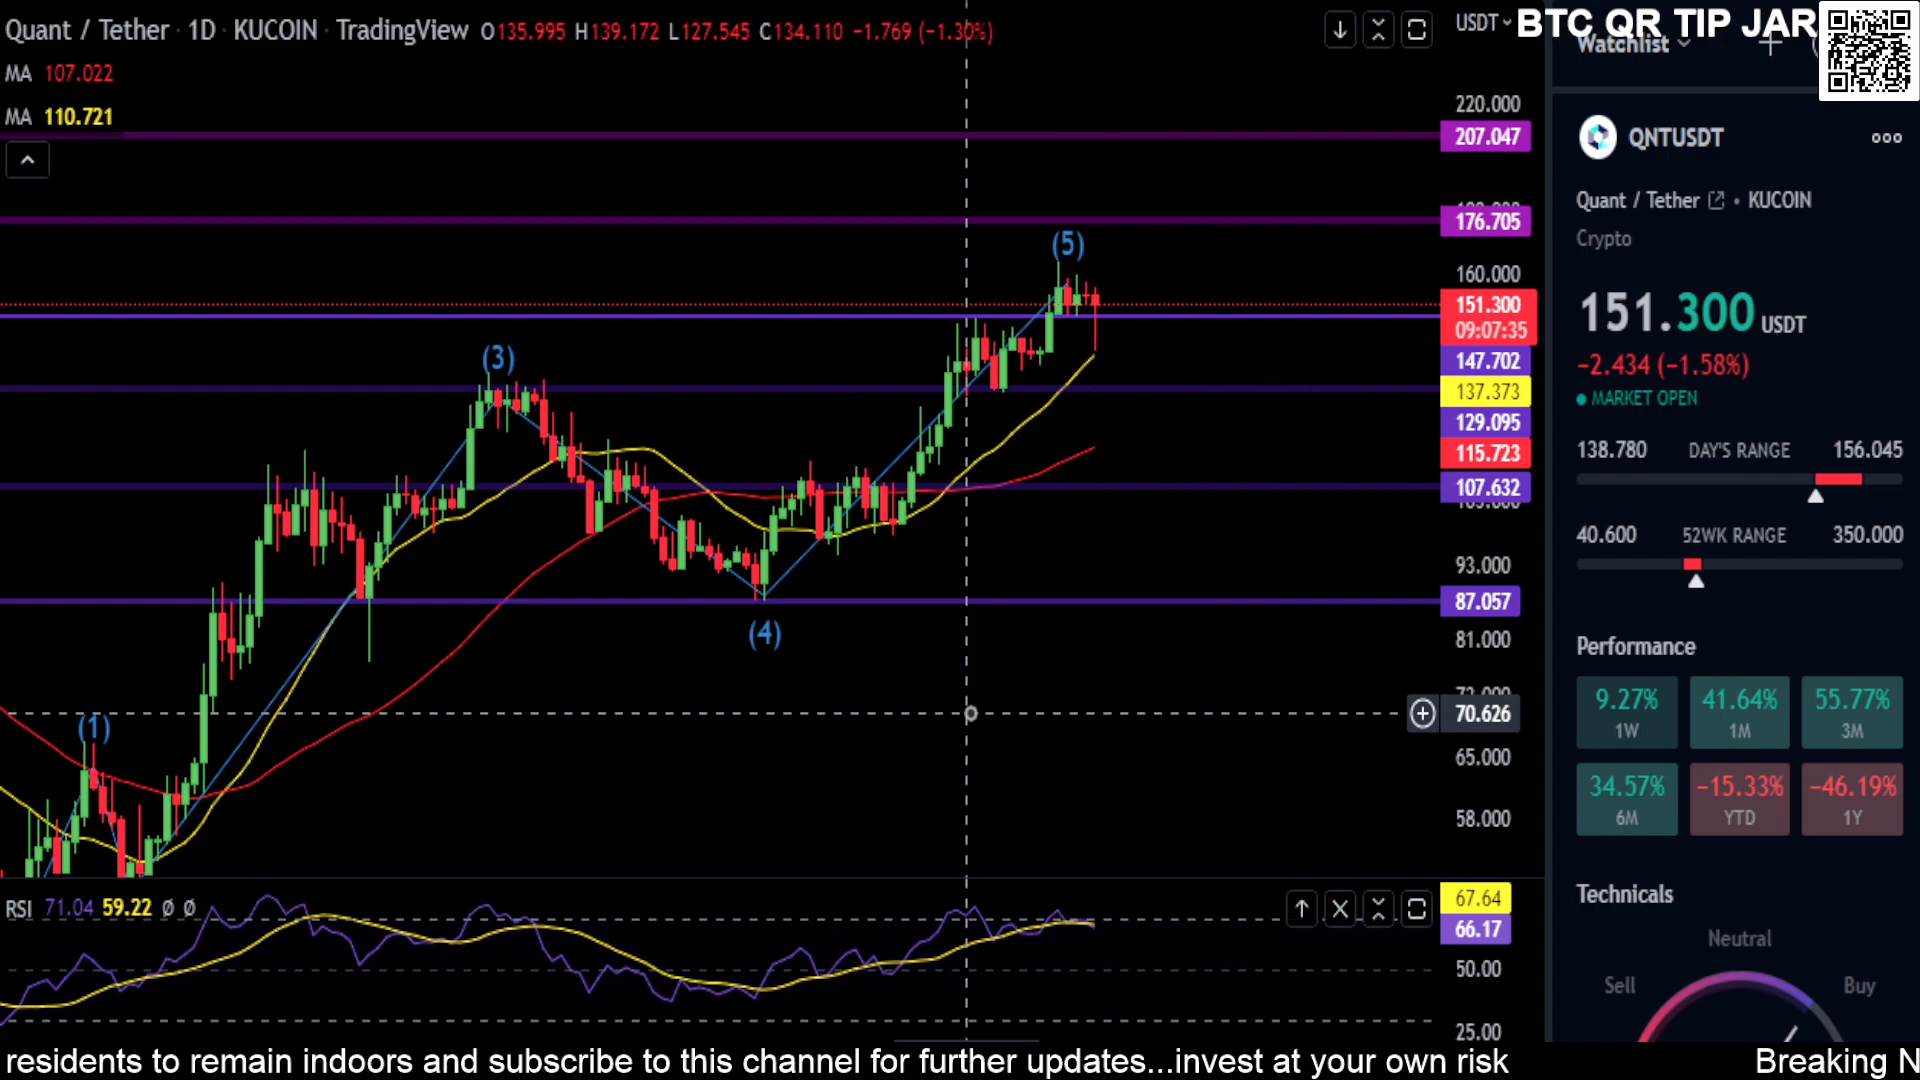 Quant / Tether · 1D · KUCOIN · TradingView O135.995 H139.172 L127.545 C134.110 −1.769 (−1.30%)
MA 107.022
MA 110.721
USDT
BTC QR TIP JAR
Watchlist
220.000
207.047
176.705
160.000
151.300
09:07:35
147.702
137.373
129.095
115.723
107.632
93.000
87.057
81.000
70.626
65.000
58.000
(1)
(3)
(4)
(5)
RSI 71.04 59.22 Ø Ø
67.64
66.17
50.00
25.00
QNTUSDT
Quant / Tether • KUCOIN
Crypto
151.300 USDT
−2.434 (−1.58%)
MARKET OPEN
138.780 DAY'S RANGE 156.045
40.600 52WK RANGE 350.000
Performance
9.27% 41.64% 55.77%
1W 1M 3M
34.57% −15.33% −46.19%
6M YTD 1Y
Technicals
Neutral
Sell Buy
residents to remain indoors and subscribe to this channel for further updates...invest at your own risk Breaking N